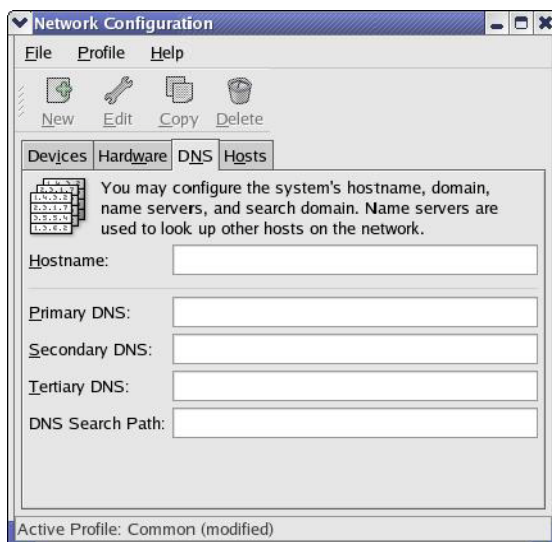 Network Configuration
File Profile Help
New Edit Copy Delete
Devices Hardware DNS Hosts
You may configure the system's hostname, domain,
name servers, and search domain. Name servers are
used to look up other hosts on the network.
Hostname:
Primary DNS:
Secondary DNS:
Tertiary DNS:
DNS Search Path:
Active Profile: Common (modified)